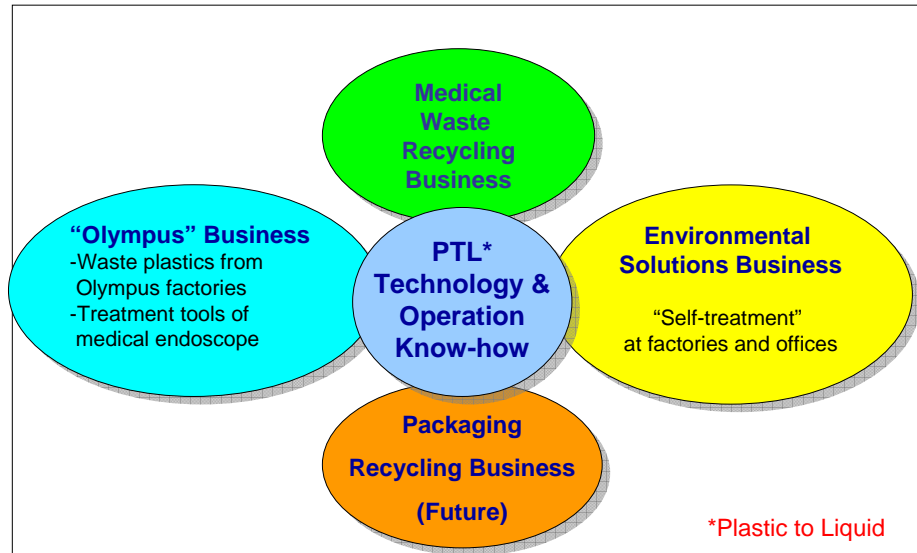 Medical
Waste
Recycling
Business
“Olympus” Business
-Waste plastics from
Olympus factories
-Treatment tools of
medical endoscope
PTL*
Technology &
Operation
Know-how
Environmental
Solutions Business
“Self-treatment”
at factories and offices
Packaging
Recycling Business
(Future)
*Plastic to Liquid